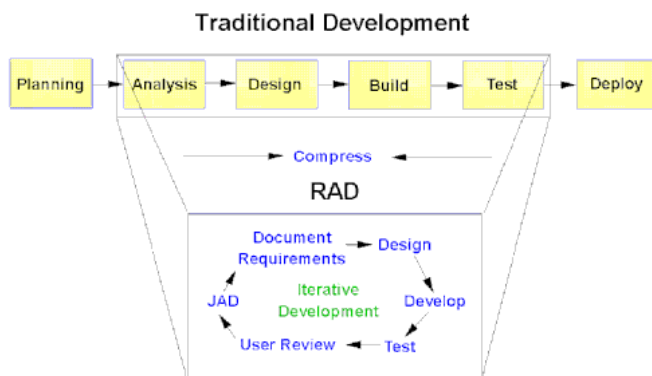 Traditional Development
Planning
Analysis
Design
Build
Test
Deploy
Compress
RAD
Document
Requirements
Design
Iterative
Development
JAD
Develop
User Review
Test